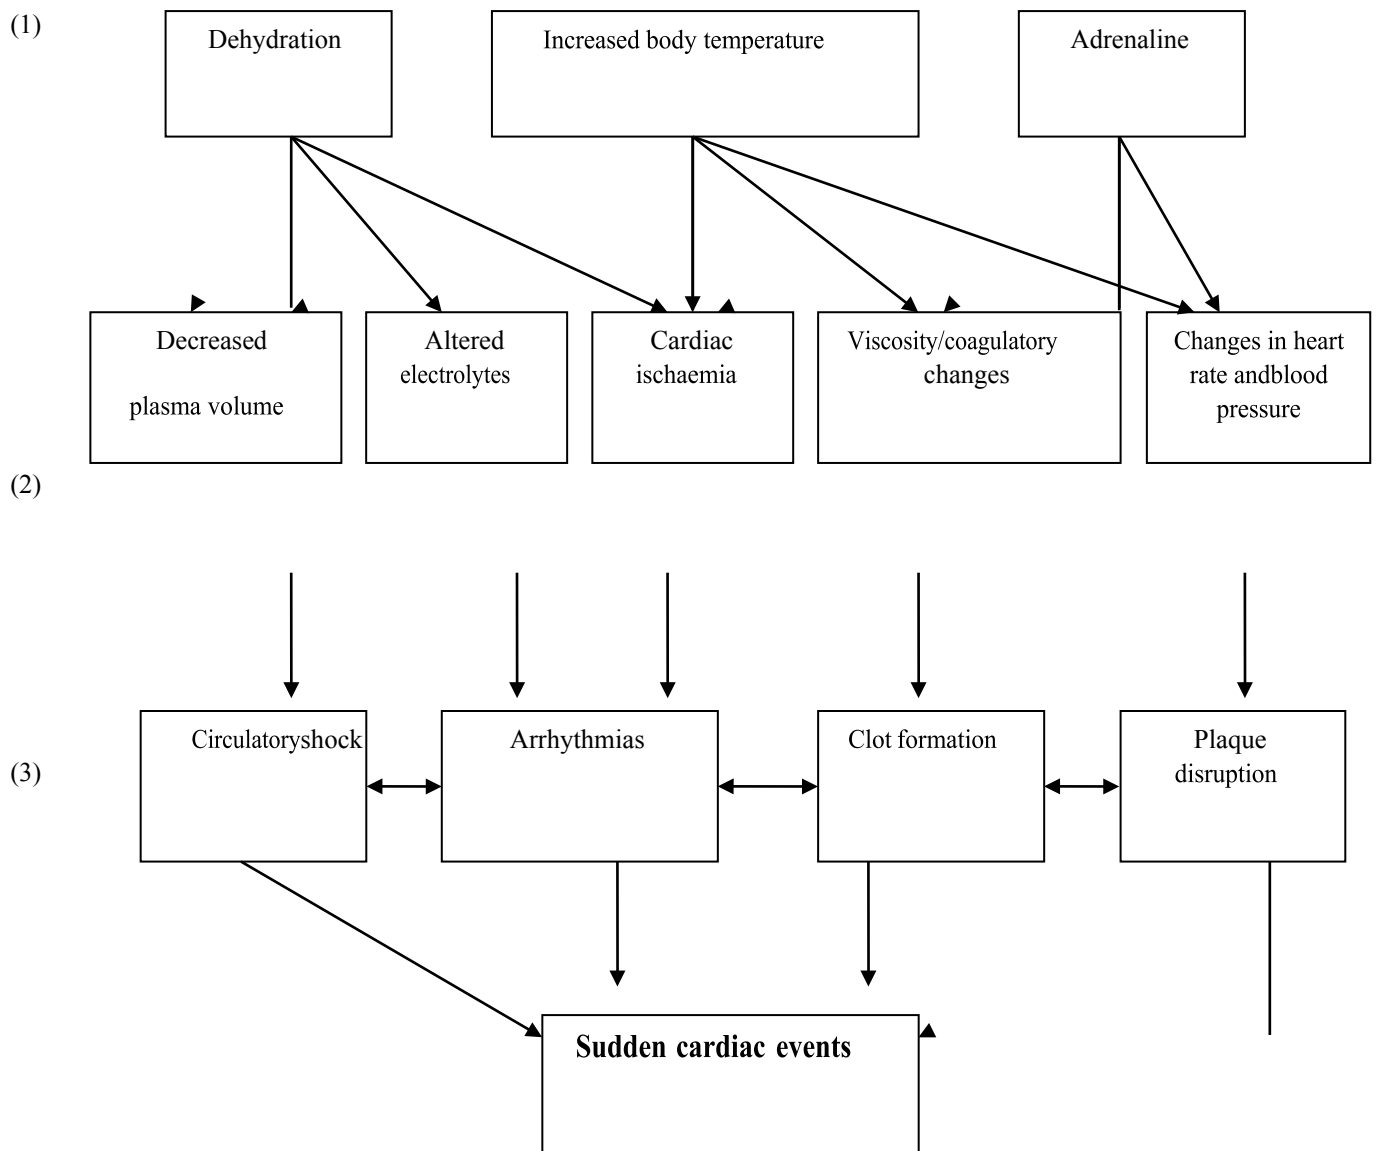 (1)
Dehydration
Increased body temperature
Adrenaline
Decreased
plasma volume
Altered
electrolytes
Cardiac
ischaemia
Viscosity/coagulatory
changes
Changes in heart
rate andblood
pressure
(2)
Circulatoryshock
Arrhythmias
Clot formation
Plaque
disruption
(3)
Sudden cardiac events